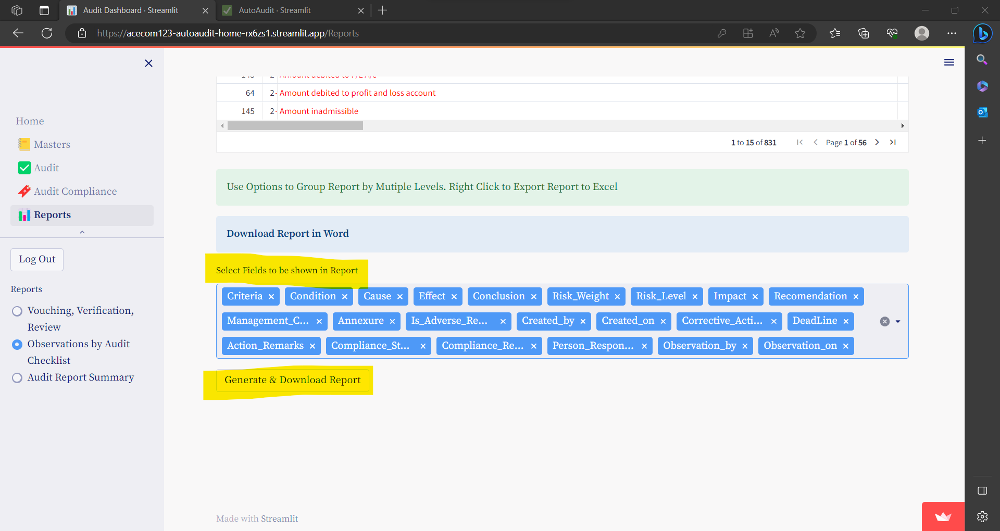 Audit Dashboard · Streamlit
AutoAudit · Streamlit
https://acecom123-autoaudit-home-rx6zs1.streamlit.app/Reports
Home
Masters
Audit
Audit Compliance
Reports
Log Out
Reports
Vouching, Verification,
Review
Observations by Audit
Checklist
Audit Report Summary
64 2- Amount debited to profit and loss account
145 2- Amount inadmissible
1 to 15 of 831 Page 1 of 56
Use Options to Group Report by Mutiple Levels. Right Click to Export Report to Excel
Download Report in Word
Select Fields to be shown in Report
Criteria Condition Cause Effect Conclusion Risk_Weight Risk_Level Impact Recomendation
Management_C... Annexure Is_Adverse_Re... Created_by Created_on Corrective_Acti... DeadLine
Action_Remarks Compliance_St... Compliance_Re... Person_Respon... Observation_by Observation_on
Generate & Download Report
Made with Streamlit